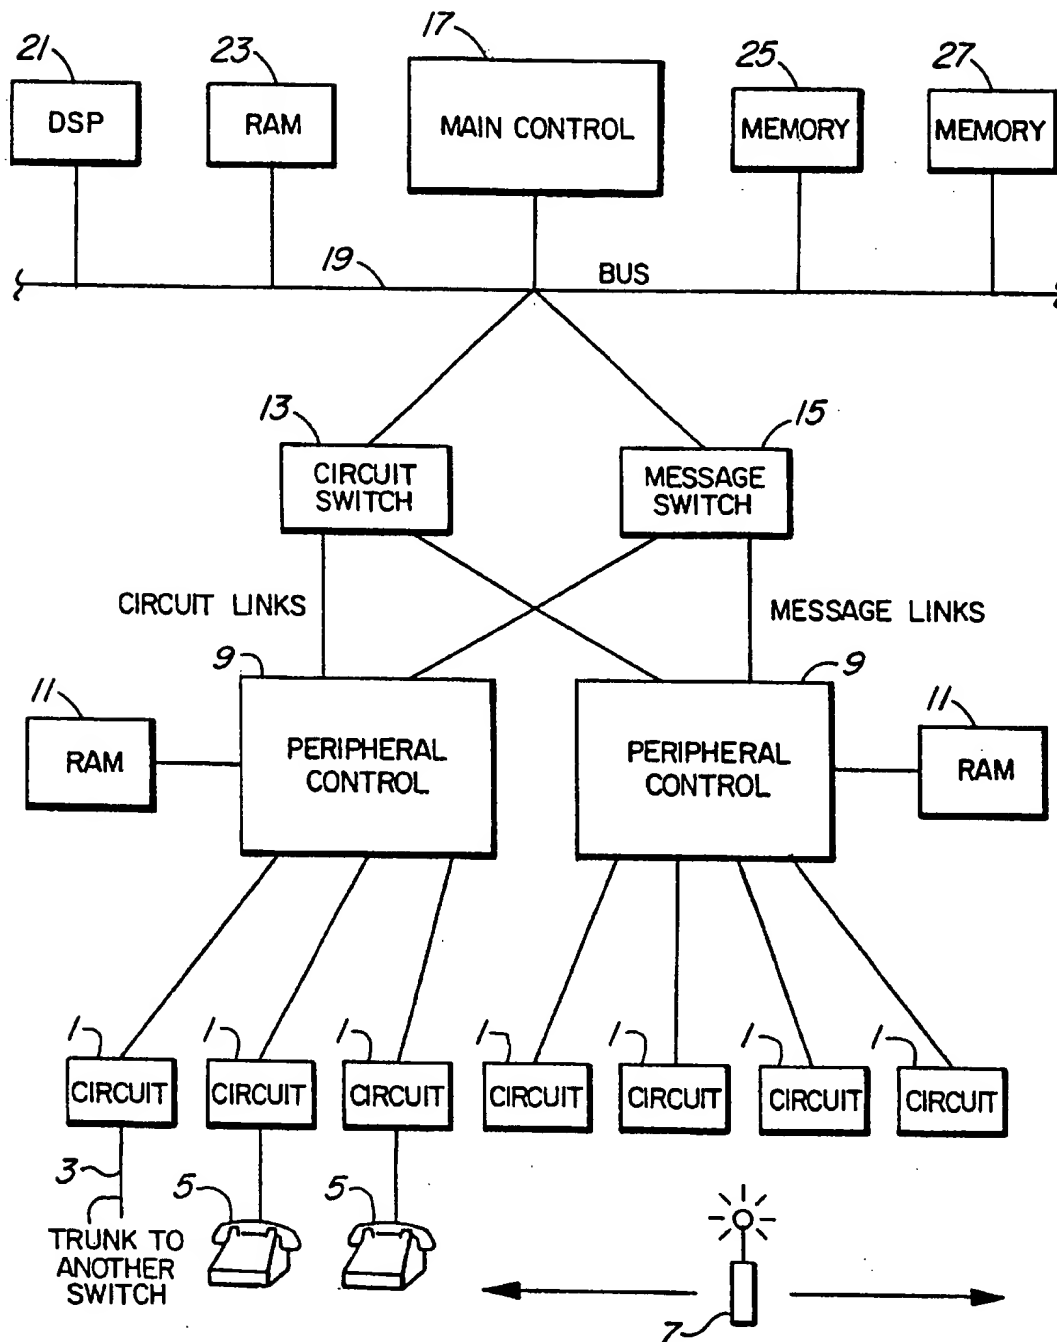 21 23 17 25 27
DSP RAM MAIN CONTROL MEMORY MEMORY
19 BUS
13 15
CIRCUIT
SWITCH
MESSAGE
SWITCH
CIRCUIT LINKS MESSAGE LINKS
9 9
11 11
RAM
PERIPHERAL
CONTROL
PERIPHERAL
CONTROL
RAM
1 1 1 1 1 1 1
CIRCUIT CIRCUIT CIRCUIT CIRCUIT CIRCUIT CIRCUIT CIRCUIT
3 5 5
TRUNK TO
ANOTHER
SWITCH
7